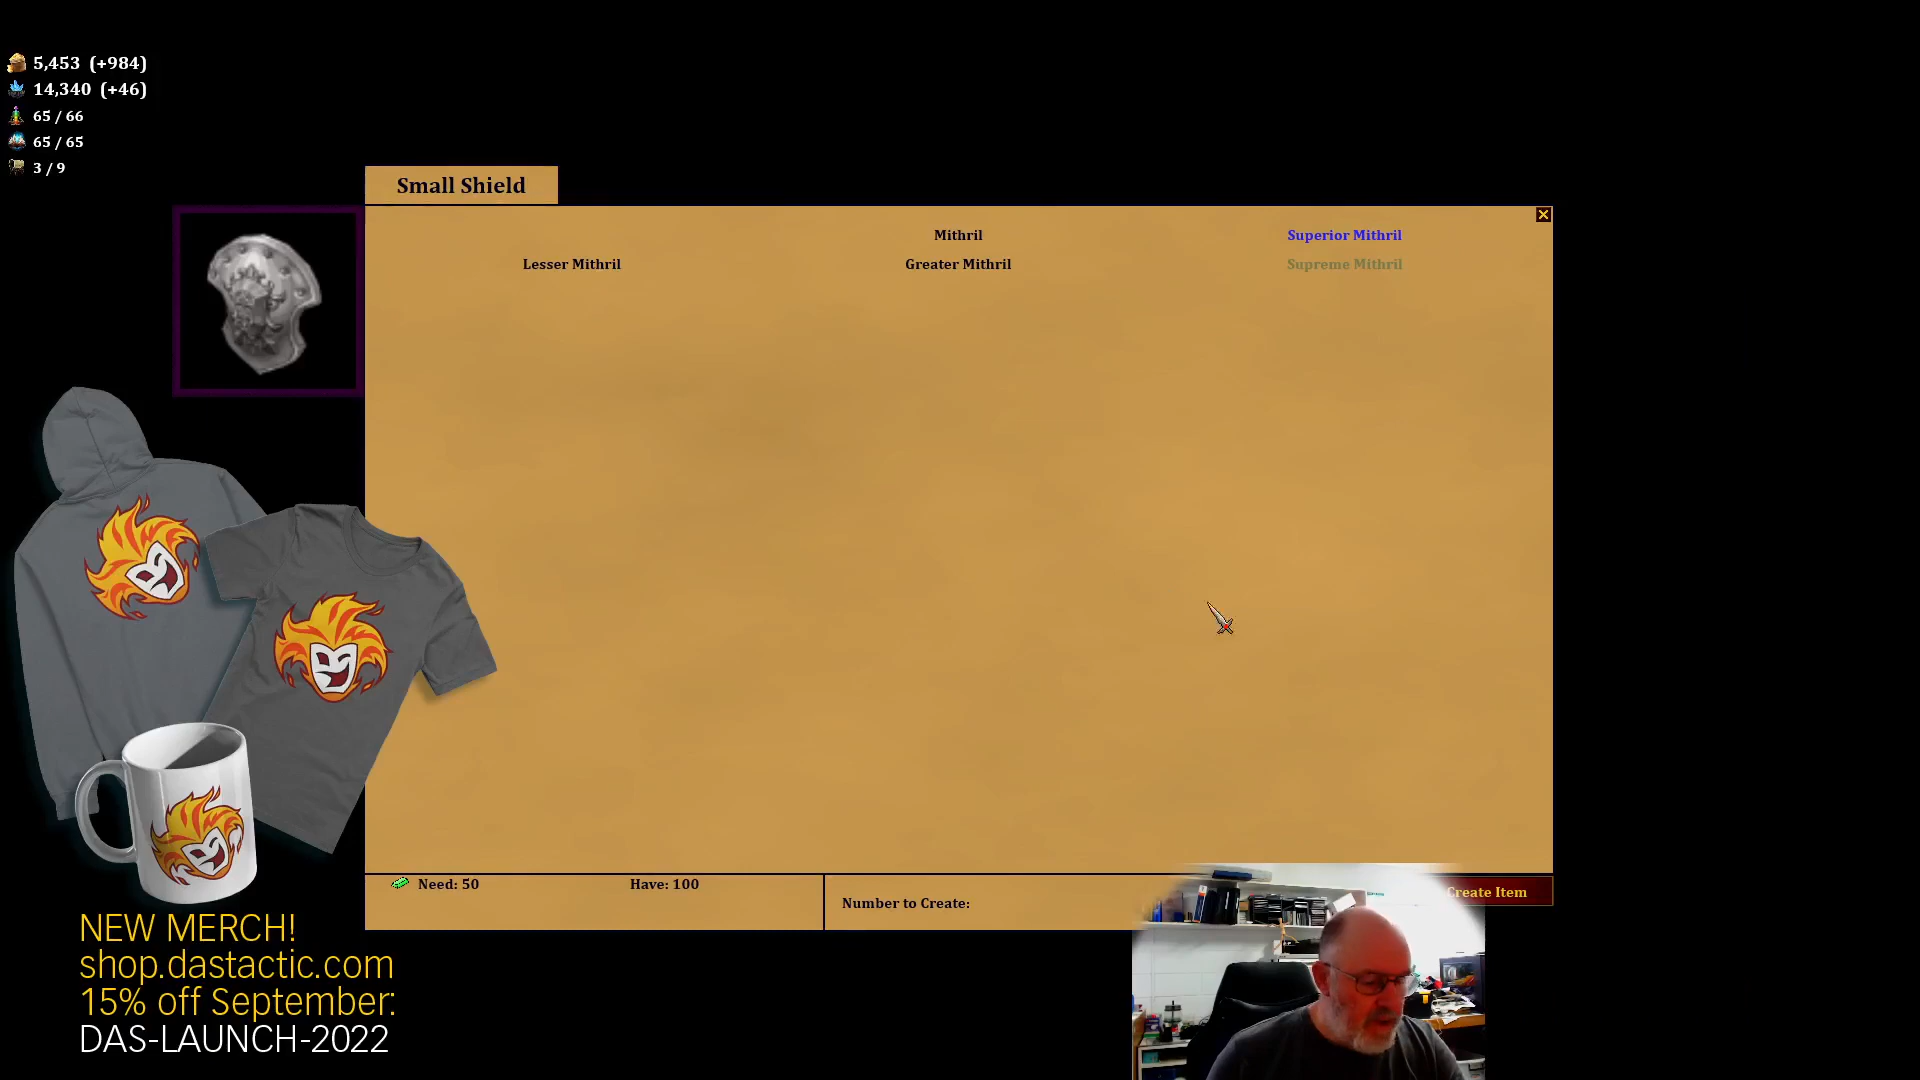 5,453 (+984)
14,340 (+46)
65 / 66
65 / 65
3 / 9
Small Shield
Mithril
Superior Mithril
Lesser Mithril
Greater Mithril
Supreme Mithril
Need: 50
Have: 100
Number to Create:
Create Item
NEW MERCH!
shop.dastactic.com
15% off September:
DAS-LAUNCH-2022